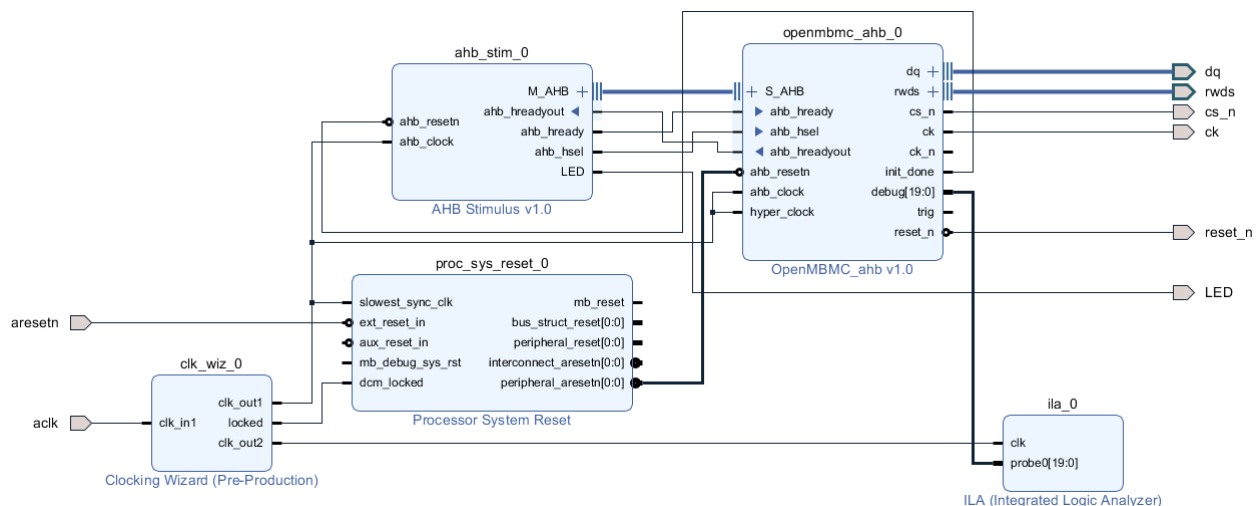 ahb_stim_0
M_AHB
ahb_hreadyout
ahb_resetn
ahb_hready
ahb_clock
ahb_hsel
LED
AHB Stimulus v1.0
openmbmc_ahb_0
dq
S_AHB
rwds
ahb_hready
cs_n
ahb_hsel
ck
ahb_hreadyout
ck_n
ahb_resetn
init_done
ahb_clock
debug[19:0]
hyper_clock
trig
reset_n
OpenMBMC_ahb v1.0
dq
rwds
cs_n
ck
reset_n
LED
proc_sys_reset_0
slowest_sync_clk
mb_reset
ext_reset_in
bus_struct_reset[0:0]
aux_reset_in
peripheral_reset[0:0]
mb_debug_sys_rst
interconnect_aresetn[0:0]
dcm_locked
peripheral_aresetn[0:0]
Processor System Reset
aresetn
aclk
clk_wiz_0
clk_out1
clk_in1
locked
clk_out2
Clocking Wizard (Pre-Production)
ila_0
clk
probe0[19:0]
ILA (Integrated Logic Analyzer)